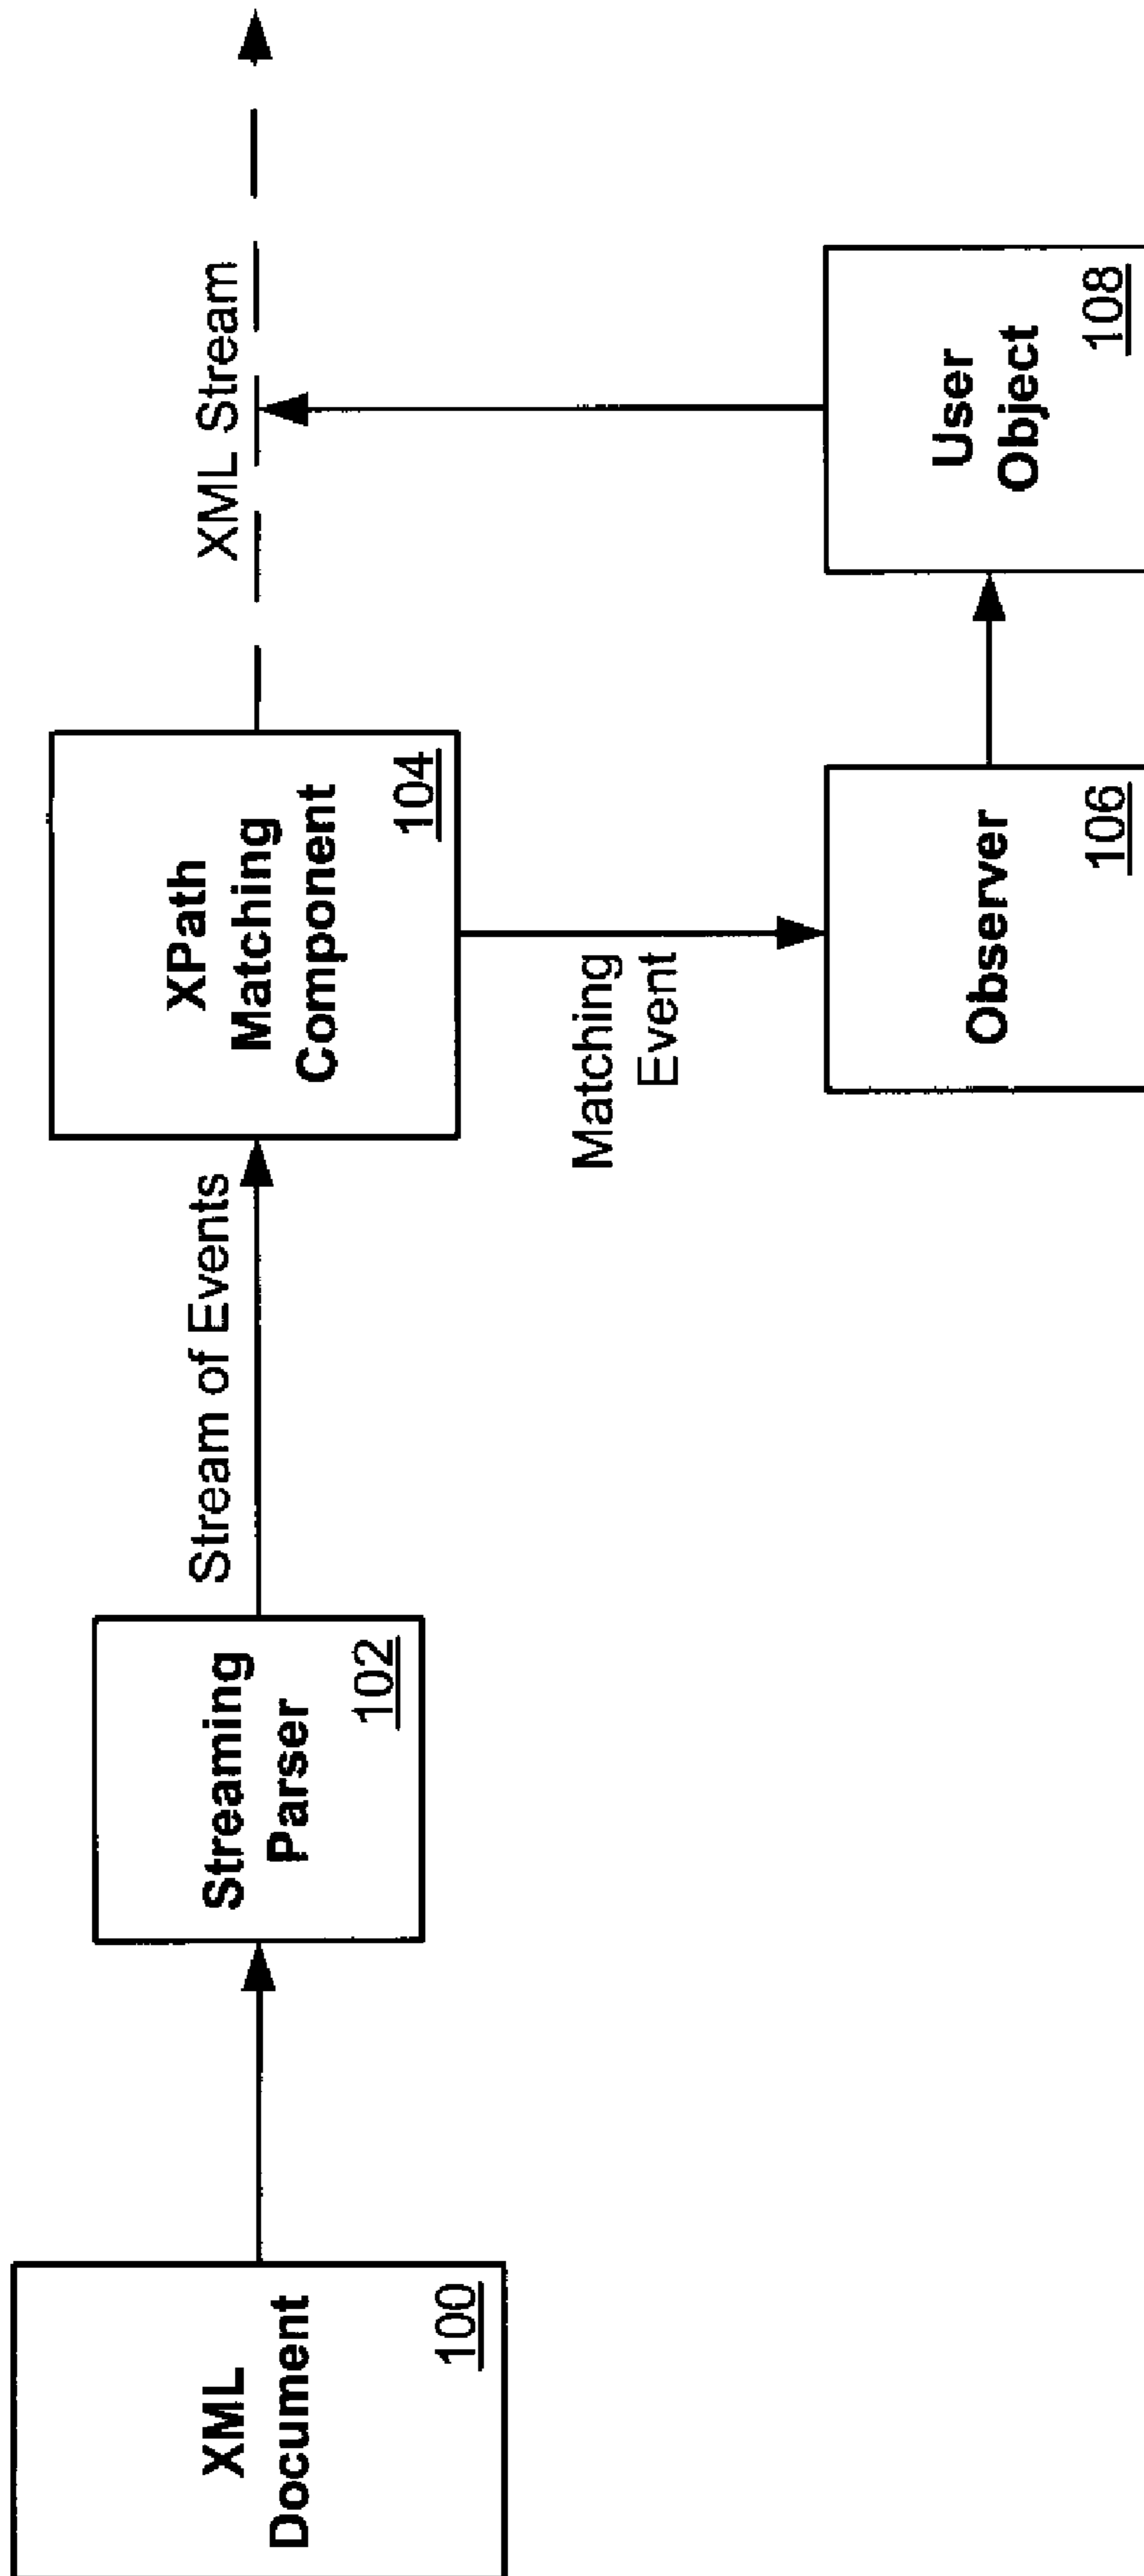 XML
Document
100
Streaming
Parser
102
Stream of Events
XPath
Matching
Component
104
XML Stream
Matching
Event
Observer
106
User
Object
108